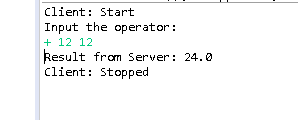 Client: Start
Input the operator:
+ 12 12
Result from Server: 24.0
Client: Stopped